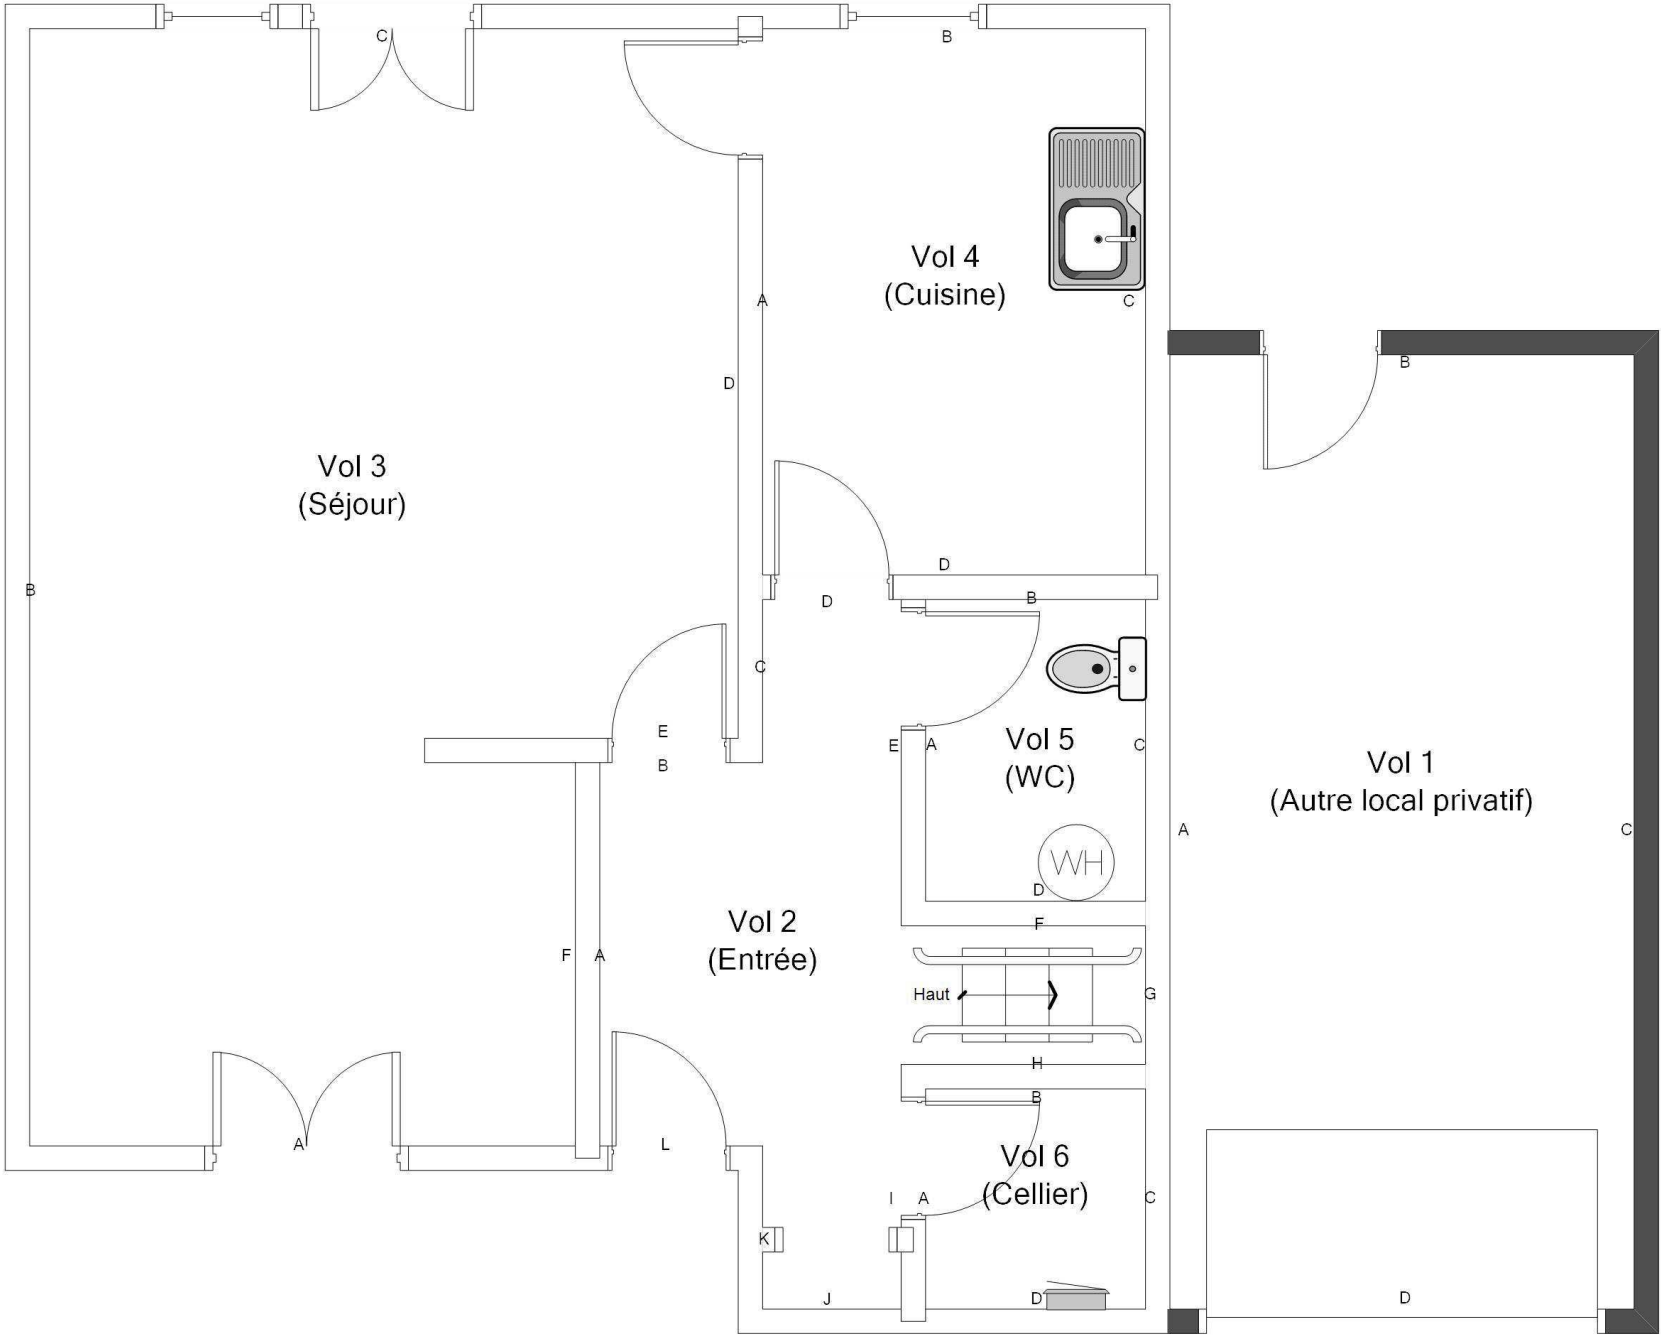 C
B
Vol 4
(Cuisine)
A
C
B
D
Vol 3
(Séjour)
D
B
D
B
C
E
B
E
A
Vol 5
(WC)
C
Vol 1
(Autre local privatif)
A
C
WH
D
F
Vol 2
(Entrée)
F
A
Haut
G
H
B
A
L
Vol 6
(Cellier)
I
A
C
K
J
D
D